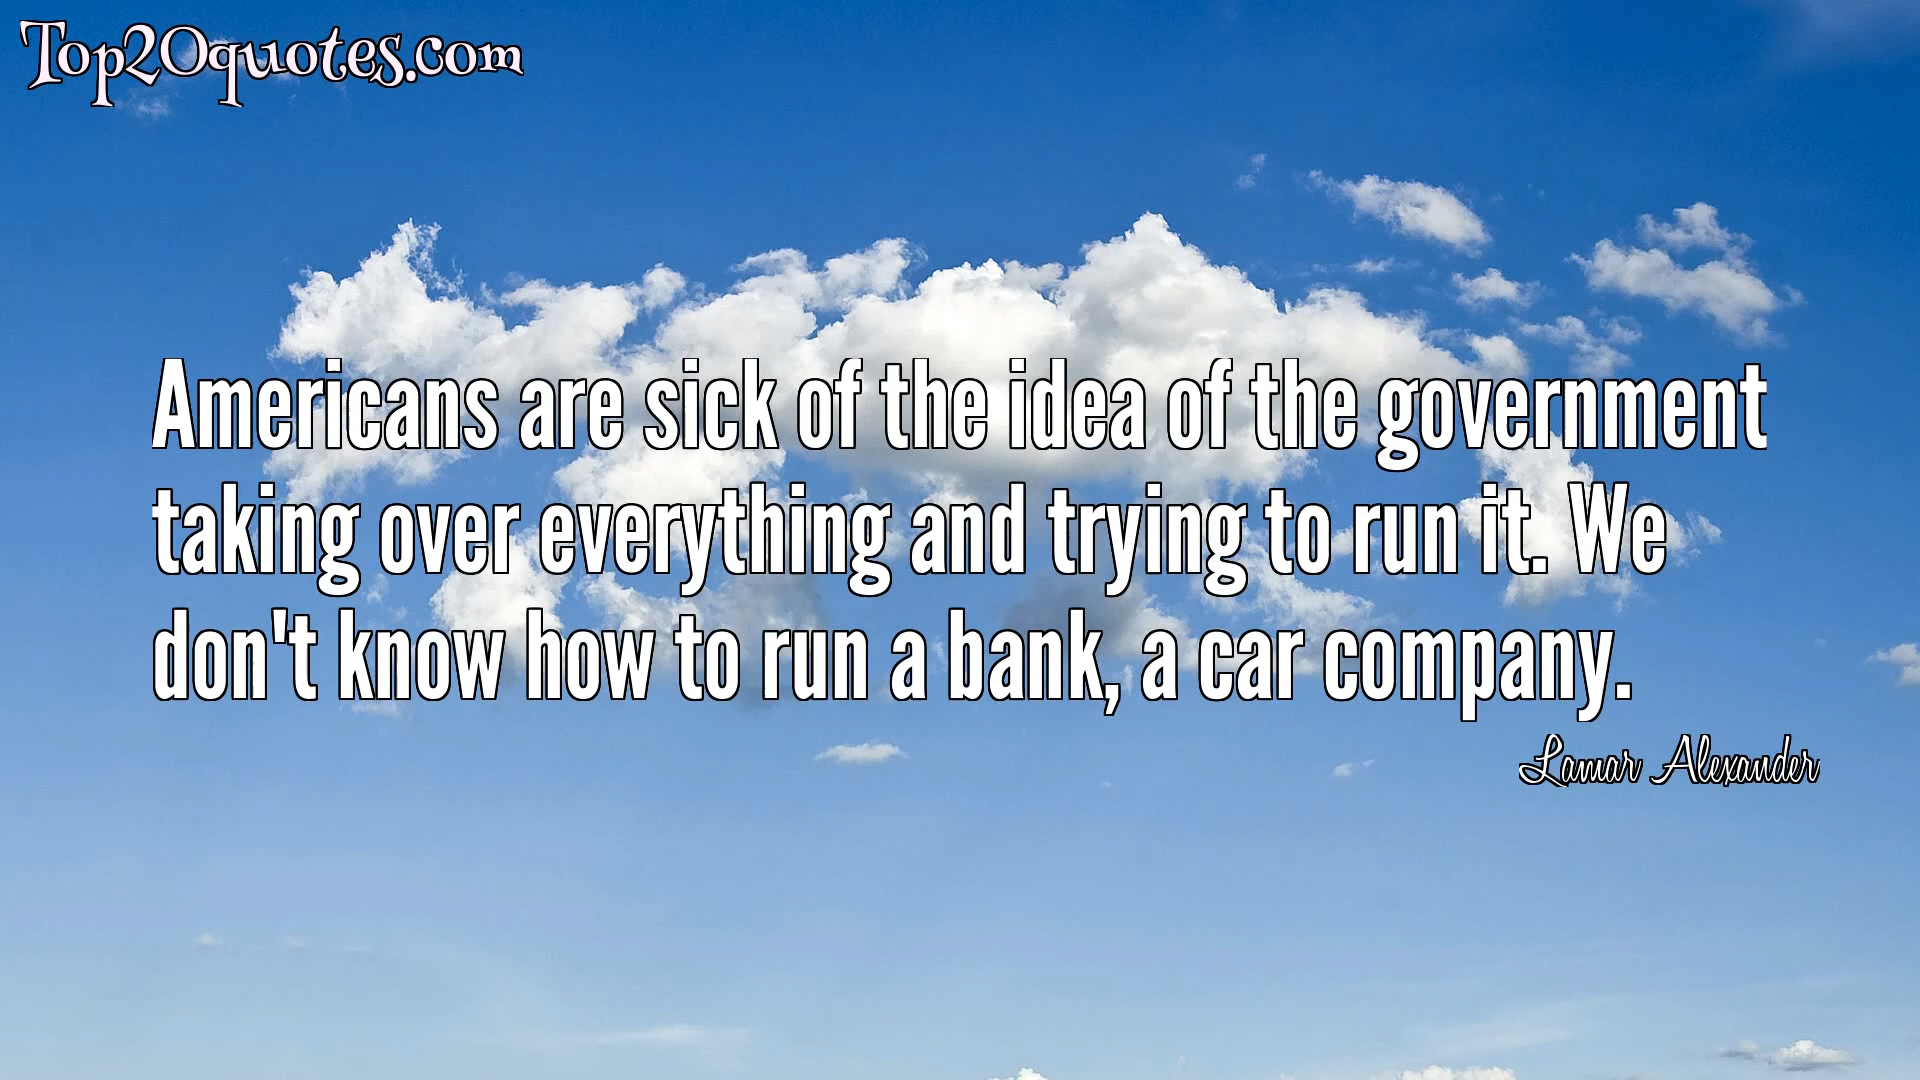 Top20quotes.com
Americans are sick of the idea of the government
taking over everything and trying to run it. We
don't know how to run a bank, a car company.
Lamar Alexander